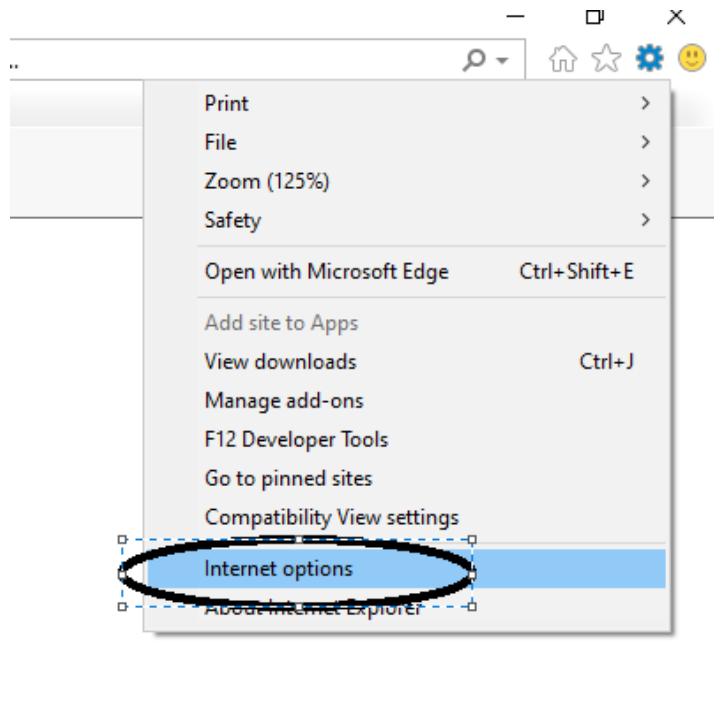 ..
Print
File
Zoom (125%)
Safety
Open with Microsoft Edge Ctrl+Shift+E
Add site to Apps
View downloads Ctrl+J
Manage add-ons
F12 Developer Tools
Go to pinned sites
Compatibility View settings
Internet options
About Internet Explorer